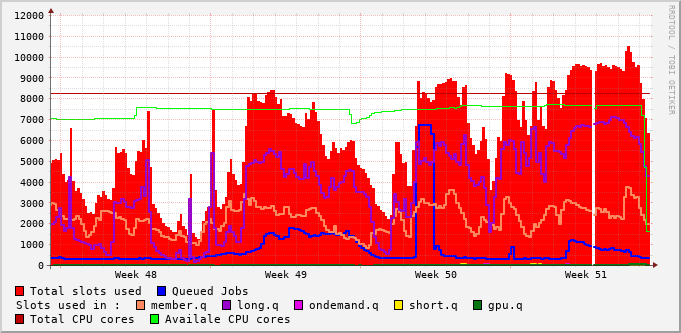 12000
11000
10000
9000
8000
7000
6000
5000
4000
3000
2000
1000
0
Week 48 Week 49 Week 50 Week 51
RRDTOOL / TOBI OETIKER
Total slots used Queued Jobs
Slots used in : member.q long.q ondemand.q short.q gpu.q
Total CPU cores Availale CPU cores